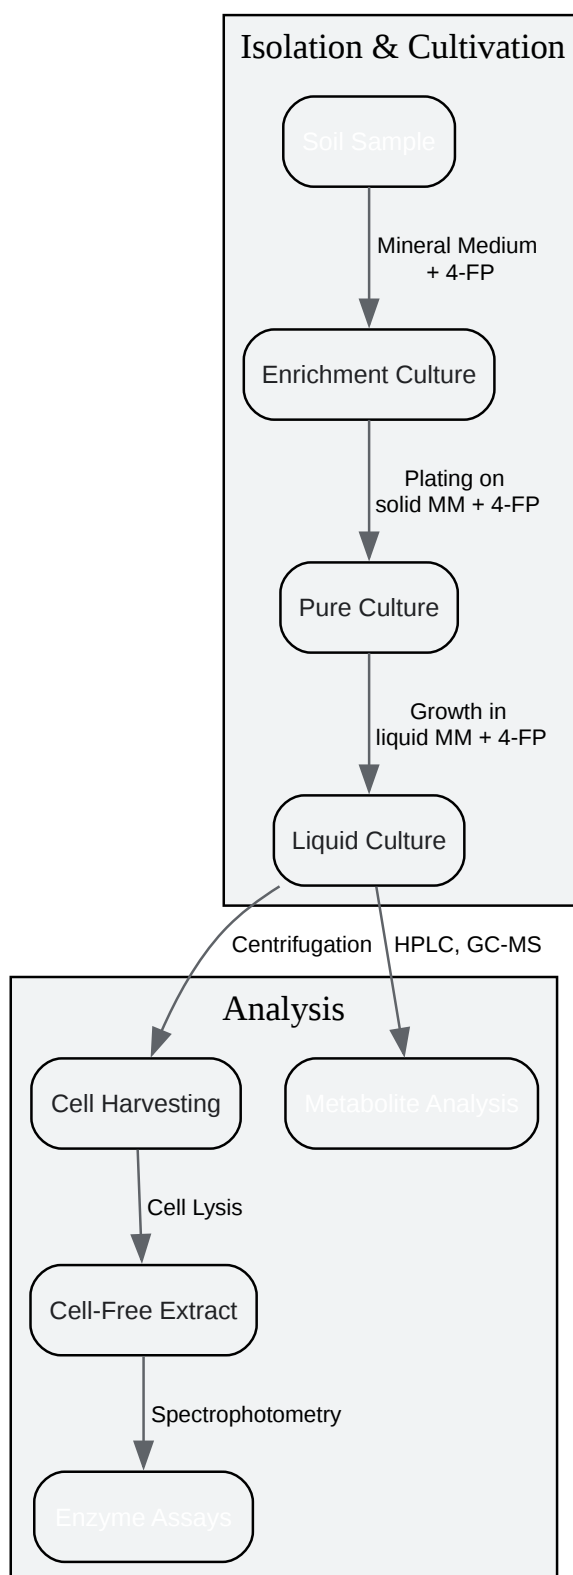 Isolation & Cultivation
Soil Sample
Mineral Medium
+ 4-FP
Enrichment Culture
Plating on
solid MM + 4-FP
Pure Culture
Growth in
liquid MM + 4-FP
Liquid Culture
Centrifugation
HPLC, GC-MS
Analysis
Cell Harvesting
Metabolite Analysis
Cell Lysis
Cell-Free Extract
Spectrophotometry
Enzyme Assays